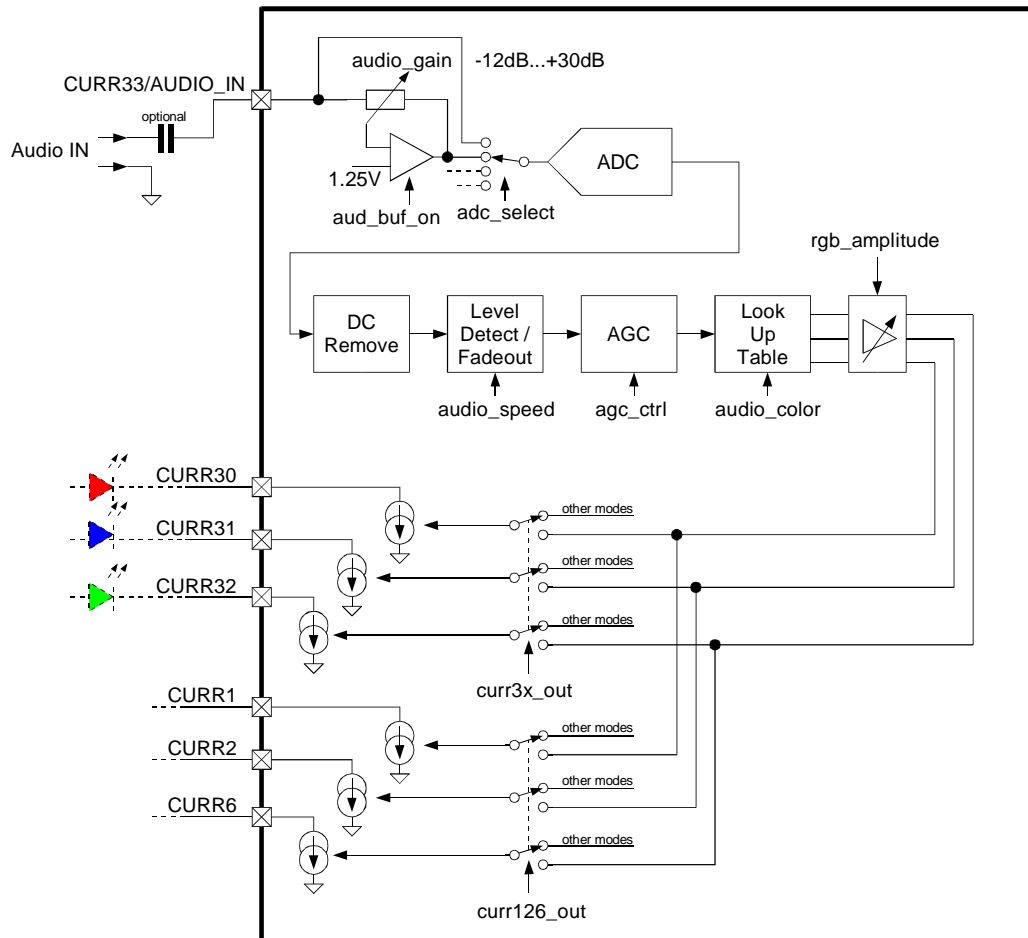 audio_gain
-12dB...+30dB
CURR33/AUDIO_IN
optional
Audio IN
1.25V
ADC
aud_buf_on
adc_select
rgb_amplitude
DC
Remove
Level
Detect /
Fadeout
AGC
Look
Up
Table
audio_speed
agc_ctrl
audio_color
CURR30
other modes
CURR31
other modes
CURR32
other modes
curr3x_out
CURR1
other modes
CURR2
other modes
CURR6
other modes
curr126_out